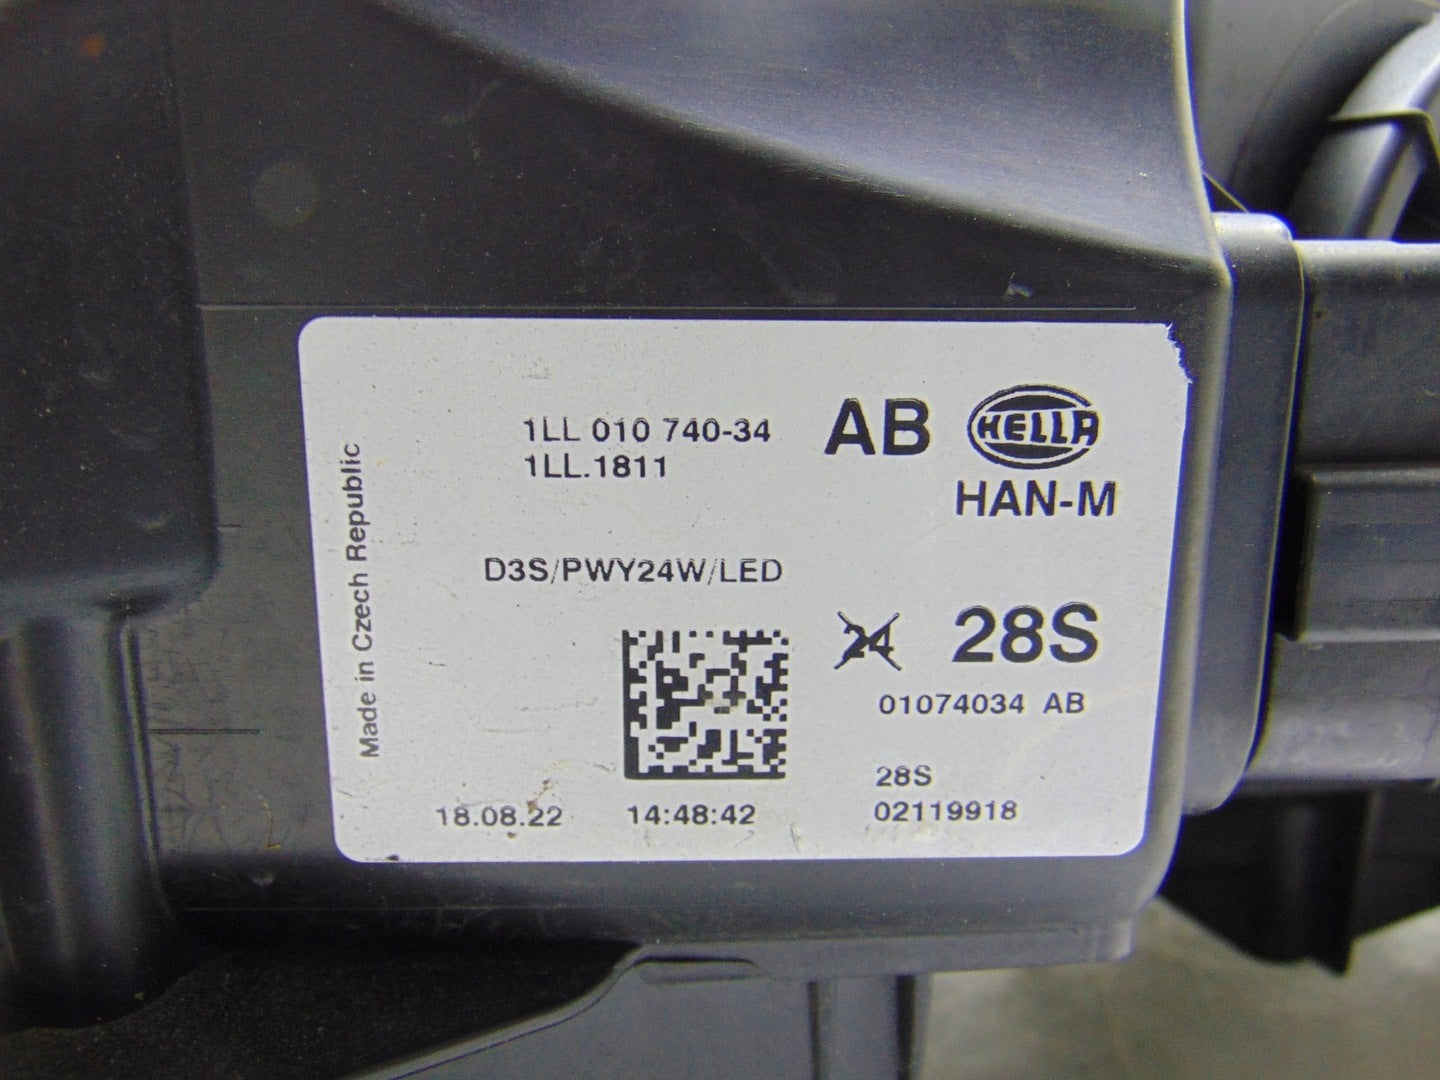 1LL 010 740-34
1LL.1811
AB
HELLA
HAN-M
Made in Czech Republic
D3S/PWY24W/LED
24
28S
01074034 AB
28S
02119918
18.08.22
14:48:42